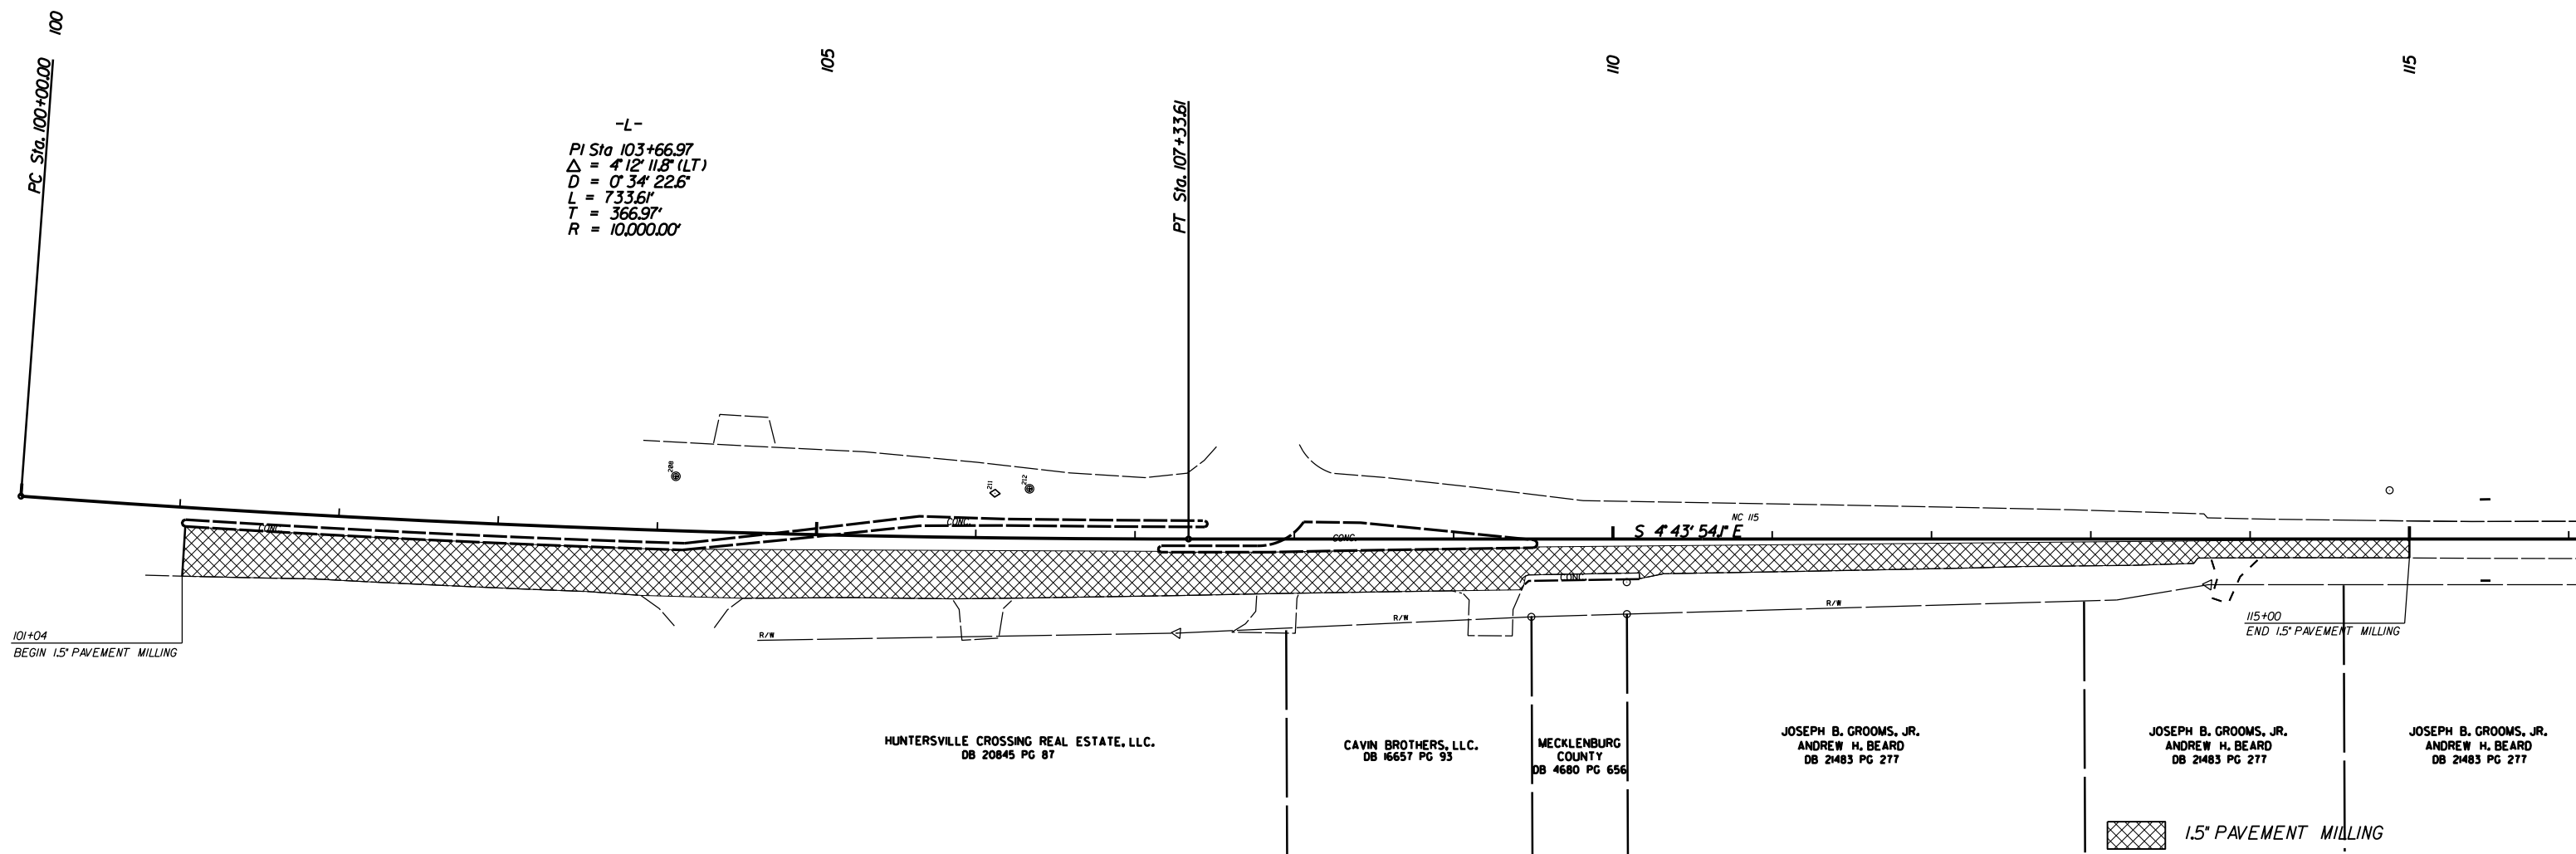 100
105
110
115
PC Sta. 100+00.00
PT Sta. 107+33.61
-L-
PI Sta 103+66.97
Δ = 4° 12' 11.8" (LT)
D = 0° 34' 22.6"
L = 733.61'
T = 366.97'
R = 10,000.00'
208
211
212
CONC.
CONC.
CONC.
CONC.
NC 115
S 4° 43' 54.1" E
101+04
BEGIN 1.5" PAVEMENT MILLING
R/W
R/W
R/W
115+00
END 1.5" PAVEMENT MILLING
HUNTERSVILLE CROSSING REAL ESTATE, LLC.
DB 20845 PG 87
CAVIN BROTHERS, LLC.
DB 16657 PG 93
MECKLENBURG
COUNTY
DB 4680 PG 656
JOSEPH B. GROOMS, JR.
ANDREW H. BEARD
DB 21483 PG 277
JOSEPH B. GROOMS, JR.
ANDREW H. BEARD
DB 21483 PG 277
JOSEPH B. GROOMS, JR.
ANDREW H. BEARD
DB 21483 PG 277
1.5" PAVEMENT MILLING